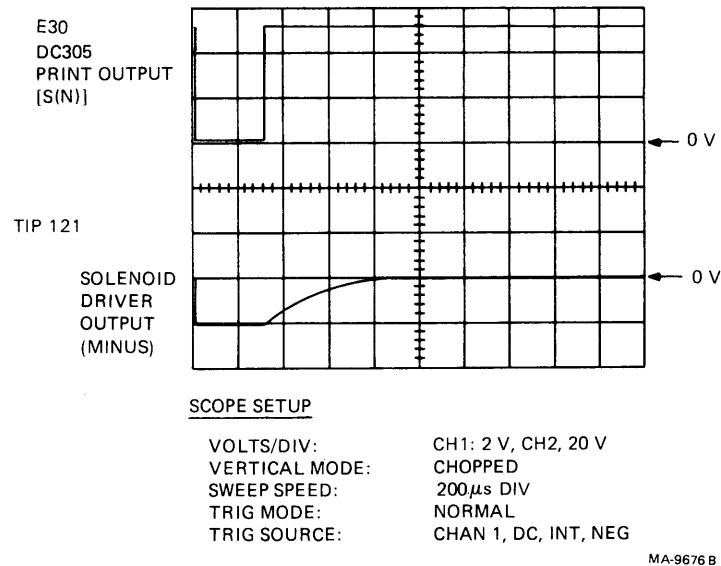 E30
DC305
PRINT OUTPUT
[S(N)]
0 V
TIP 121
SOLENOID
DRIVER
OUTPUT
(MINUS)
0 V
SCOPE SETUP
VOLTS/DIV: CH1: 2 V, CH2, 20 V
VERTICAL MODE: CHOPPED
SWEEP SPEED: 200.µs DIV
TRIG MODE: NORMAL
TRIG SOURCE: CHAN 1, DC, INT, NEG
MA-9676 B